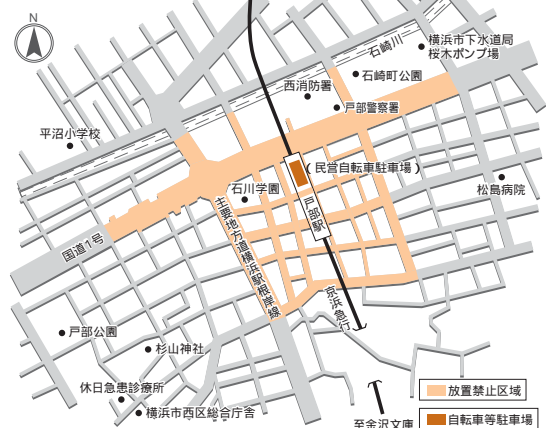 N
石崎川
横浜市下水道局
桜木ポンプ場
石崎町公園
西消防署
戸部警察署
平沼小学校
(民営自転車駐車場)
石川学園
松島病院
戸部駅
主要地方道横浜駅根岸線
国道1号
京浜急行
戸部公園
杉山神社
休日急患診療所
横浜市西区総合庁舎
至金沢文庫
放置禁止区域
自転車等駐車場